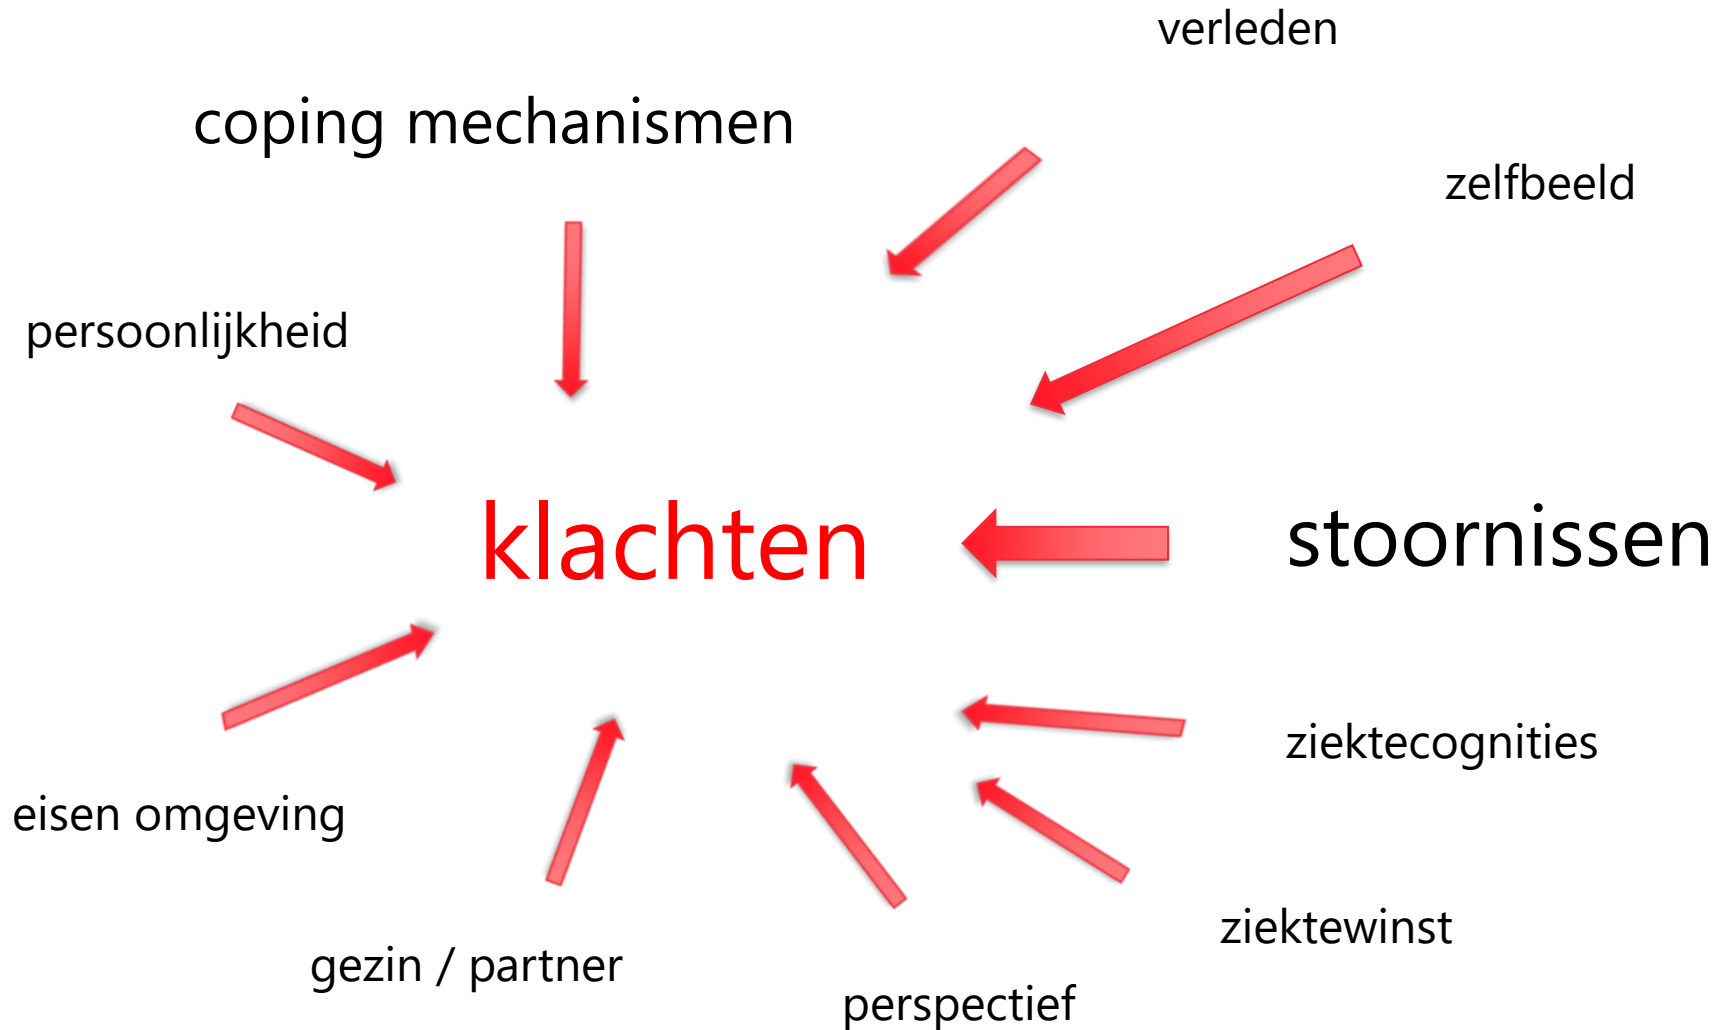 verleden
coping mechanismen
zelfbeeld
persoonlijkheid
klachten
stoornissen
ziektecognities
eisen omgeving
ziektewinst
gezin / partner
perspectief